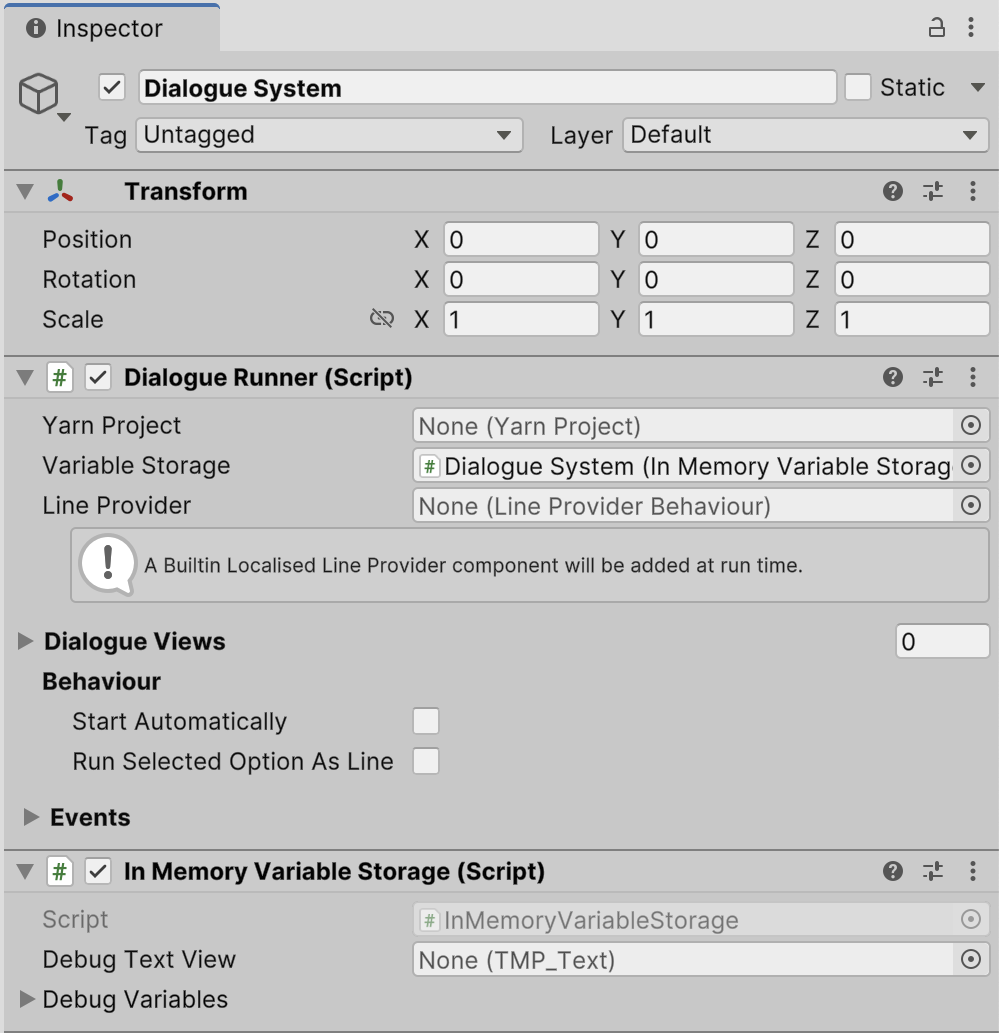 Inspector
Dialogue System Static
Tag Untagged Layer Default
Transform
Position X 0 Y 0 Z 0
Rotation X 0 Y 0 Z 0
Scale X 1 Y 1 Z 1
# Dialogue Runner (Script)
Yarn Project None (Yarn Project)
Variable Storage # Dialogue System (In Memory Variable Storag
Line Provider None (Line Provider Behaviour)
! A Builtin Localised Line Provider component will be added at run time.
Dialogue Views 0
Behaviour
Start Automatically
Run Selected Option As Line
Events
# In Memory Variable Storage (Script)
Script # InMemoryVariableStorage
Debug Text View None (TMP_Text)
Debug Variables